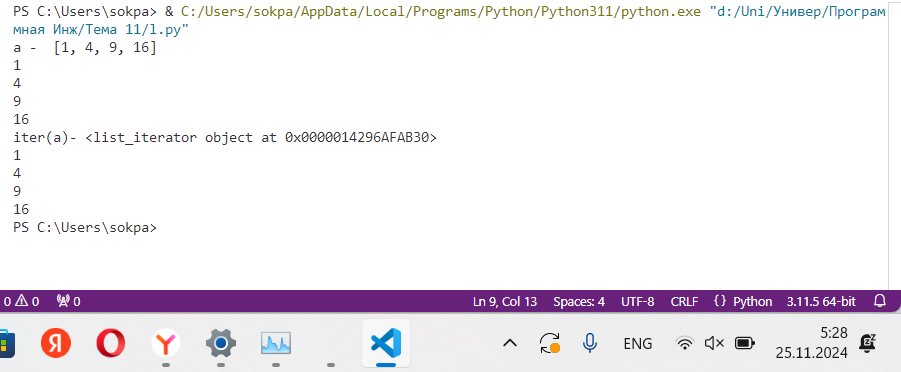 PS C:\Users\sokpa> & C:/Users/sokpa/AppData/Local/Programs/Python/Python311/python.exe "d:/Uni/Универ/Програм
мная Инж/Тема 11/1.py"
a -  [1, 4, 9, 16]
1
4
9
16
iter(a)- <list_iterator object at 0x0000014296AFAB30>
1
4
9
16
PS C:\Users\sokpa>
0 0 0 Ln 9, Col 13 Spaces: 4 UTF-8 CRLF {} Python 3.11.5 64-bit
Я Y ENG 5:28
25.11.2024